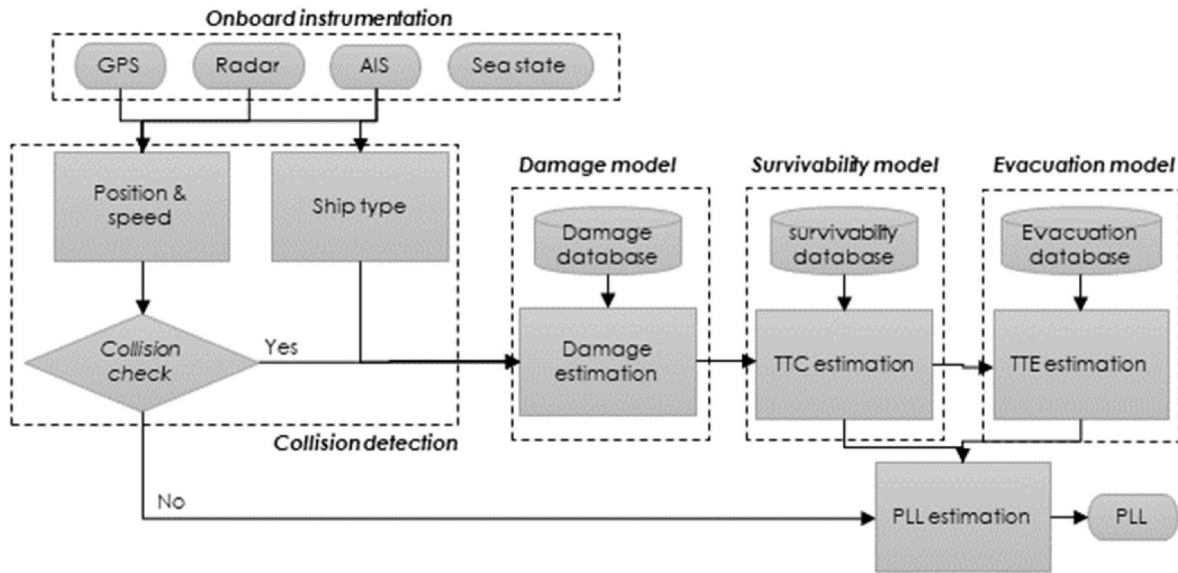 Onboard instrumentation
GPS
Radar
AIS
Sea state
Position &
speed
Ship type
Damage model
Survivability model
Evacuation model
Damage
database
survivability
database
Evacuation
database
Collision
check
Yes
Damage
estimation
TTC estimation
TTE estimation
Collision detection
No
PLL estimation
PLL